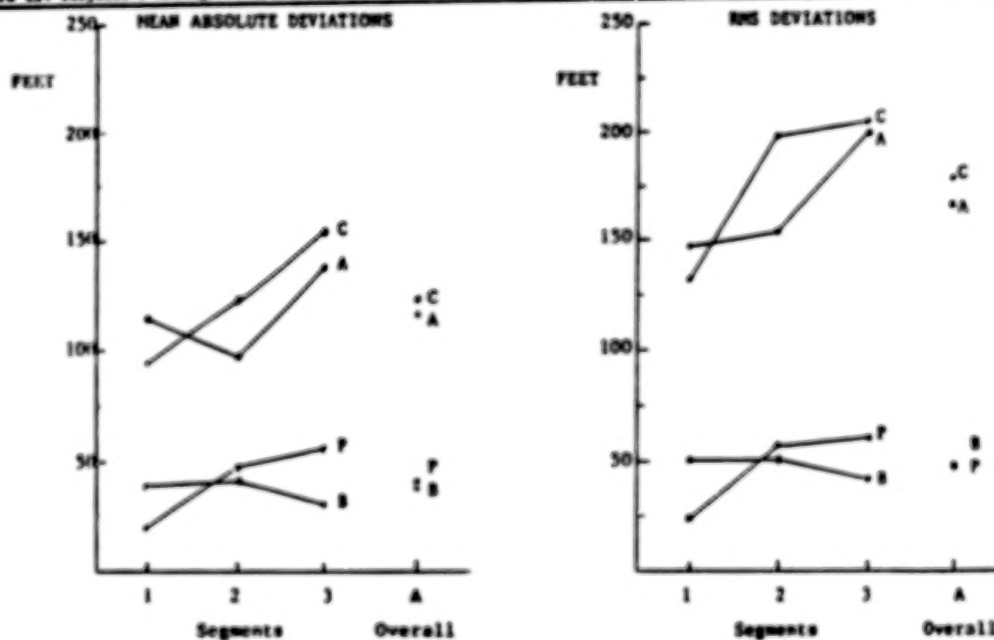 MEAN ABSOLUTE DEVIATIONS
250
FEET
200
150
100
50
C
A
C
A
P
B
P
B
1 2 3 A
Segments Overall
RMS DEVIATIONS
250
FEET
200
150
100
50
C
A
C
A
P
B
B
P
1 2 3 A
Segments Overall